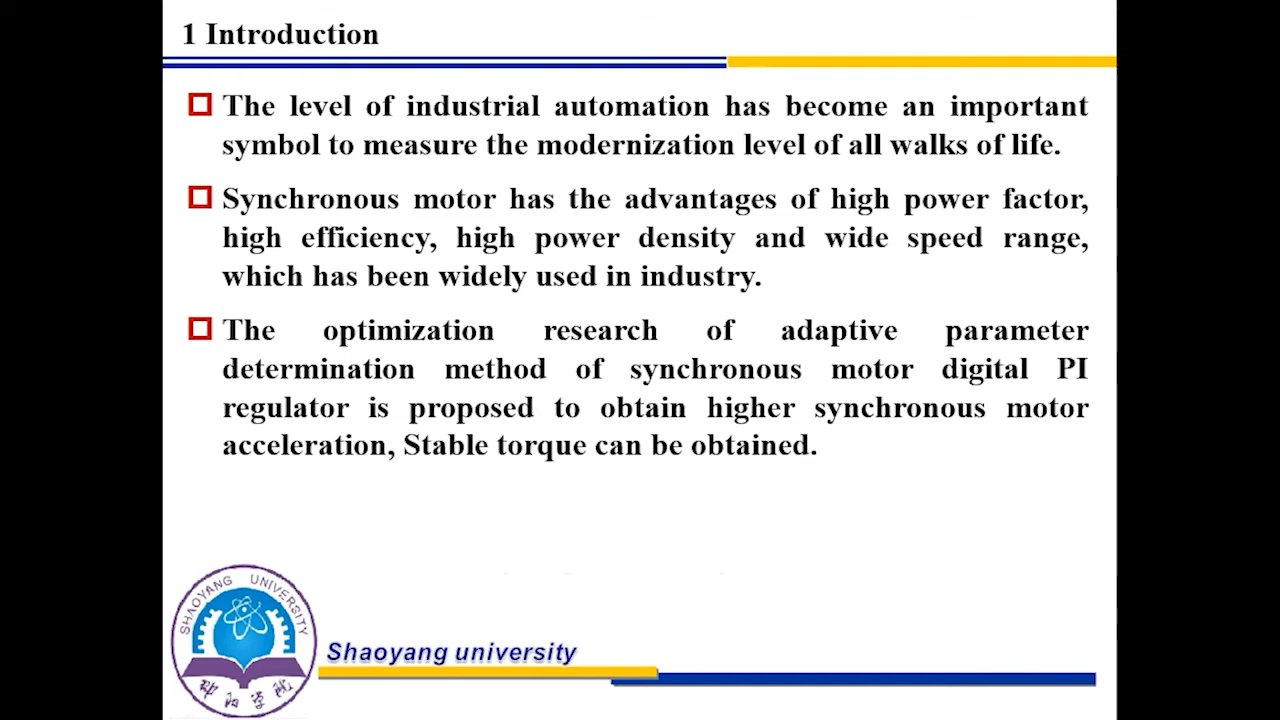 1 Introduction
The level of industrial automation has become an important
symbol to measure the modernization level of all walks of life.
Synchronous motor has the advantages of high power factor,
high efficiency, high power density and wide speed range,
which has been widely used in industry.
The optimization research of adaptive parameter
determination method of synchronous motor digital PI
regulator is proposed to obtain higher synchronous motor
acceleration, Stable torque can be obtained.
SHAOYANG UNIVERSITY
邵阳学院
Shaoyang university